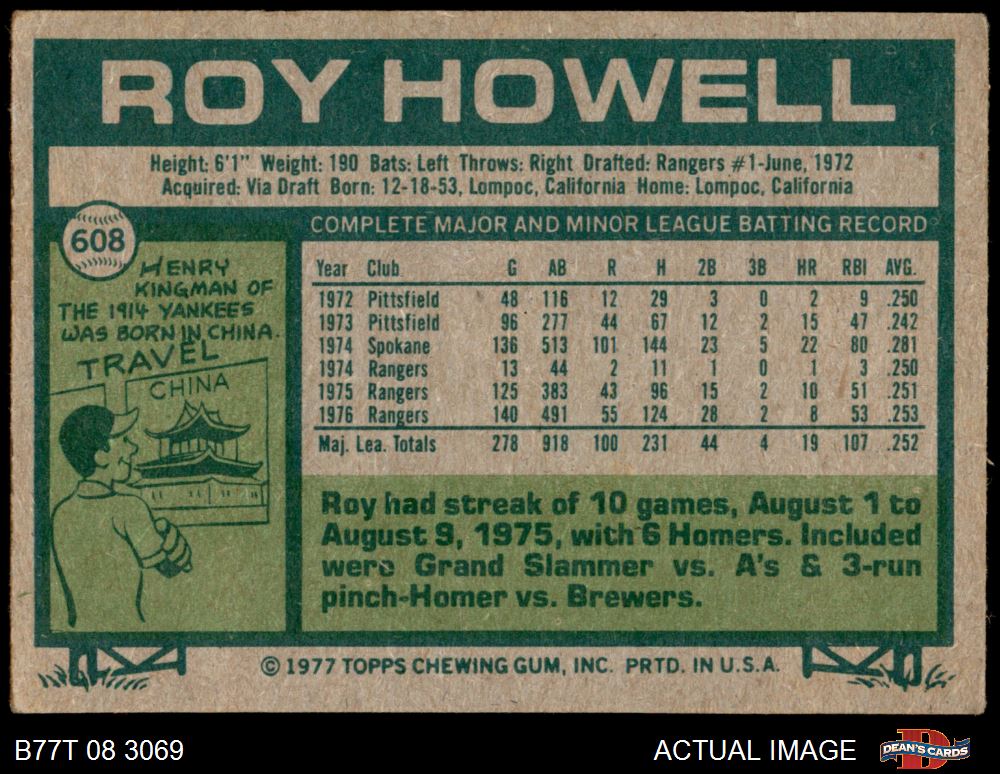 ROY HOWELL
Height: 6'1" Weight: 190 Bats: Left Throws: Right Drafted: Rangers #1-June, 1972
Acquired: Via Draft Born: 12-18-53, Lompoc, California Home: Lompoc, California
608
HENRY
KINGMAN OF
THE 1914 YANKEES
WAS BORN IN CHINA.
TRAVEL
CHINA
COMPLETE MAJOR AND MINOR LEAGUE BATTING RECORD
Year Club G AB R H 2B 3B HR RBI AVG.
1972 Pittsfield 48 116 12 29 3 0 2 9 .250
1973 Pittsfield 96 277 44 67 12 2 15 47 .242
1974 Spokane 136 513 101 144 23 5 22 80 .281
1974 Rangers 13 44 2 11 1 0 1 3 .250
1975 Rangers 125 383 43 96 15 2 10 51 .251
1976 Rangers 140 491 55 124 28 2 8 53 .253
Maj. Lea. Totals 278 918 100 231 44 4 19 107 .252
Roy had streak of 10 games, August 1 to
August 9, 1975, with 6 Homers. Included
were Grand Slammer vs. A's & 3-run
pinch-Homer vs. Brewers.
© 1977 TOPPS CHEWING GUM, INC. PRTD. IN U.S.A.
B77T 08 3069
ACTUAL IMAGE
DEAN'S CARDS